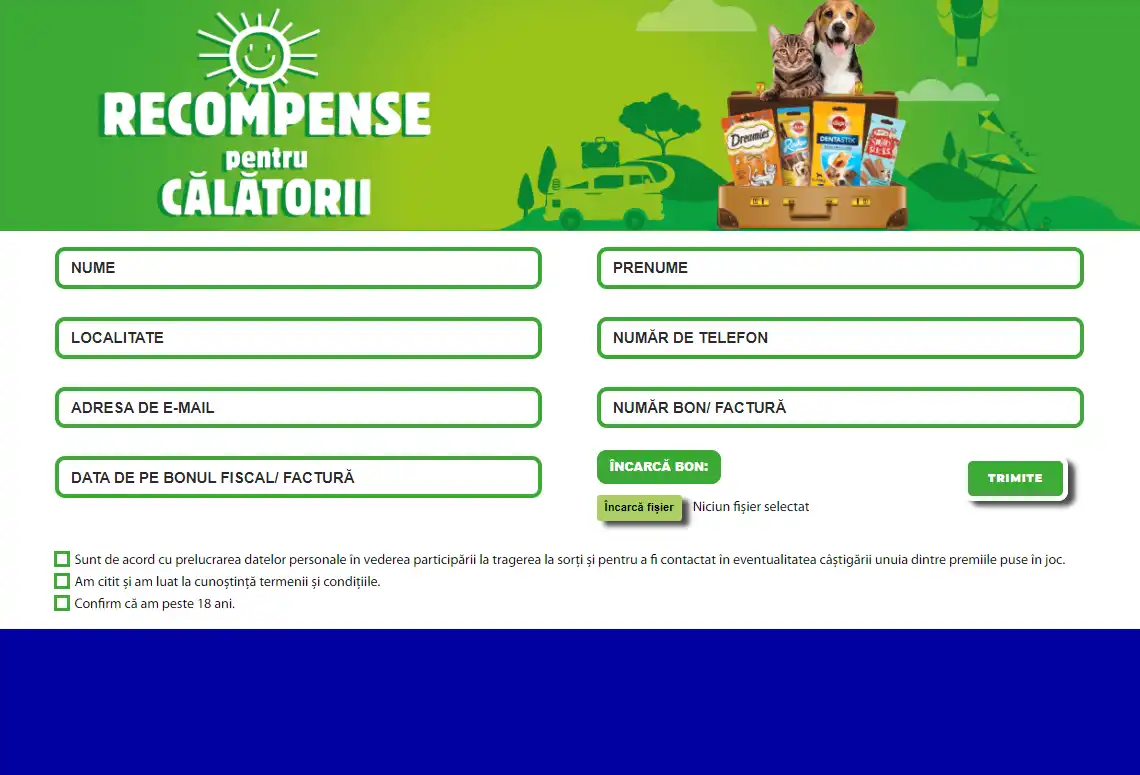 RECOMPENSE
pentru
CĂLĂTORII
Dreamies
DENTASTIX
NUME
PRENUME
LOCALITATE
NUMĂR DE TELEFON
ADRESA DE E-MAIL
NUMĂR BON/ FACTURĂ
DATA DE PE BONUL FISCAL/ FACTURĂ
ÎNCARCĂ BON:
TRIMITE
Încarcă fișier
Niciun fișier selectat
Sunt de acord cu prelucrarea datelor personale în vederea participării la tragerea la sorți și pentru a fi contactat în eventualitatea câștigării unuia dintre premiile puse în joc.
Am citit și am luat la cunoștință termenii și condițiile.
Confirm că am peste 18 ani.